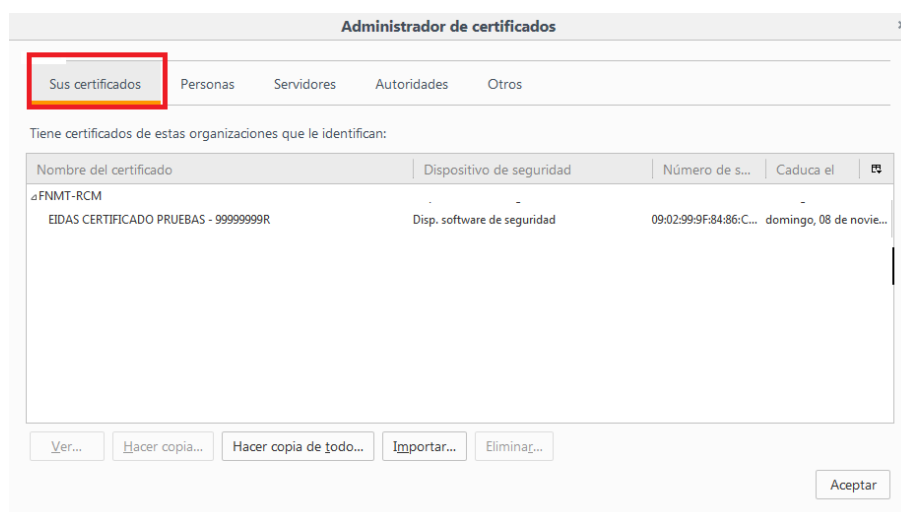 Administrador de certificados
Sus certificados Personas Servidores Autoridades Otros
Tiene certificados de estas organizaciones que le identifican:
Nombre del certificado Dispositivo de seguridad Número de s... Caduca el
FNMT-RCM
EIDAS CERTIFICADO PRUEBAS - 99999999R Disp. software de seguridad 09:02:99:9F:84:86:C... domingo, 08 de novie...
Ver... Hacer copia... Hacer copia de todo... Importar... Eliminar...
Aceptar